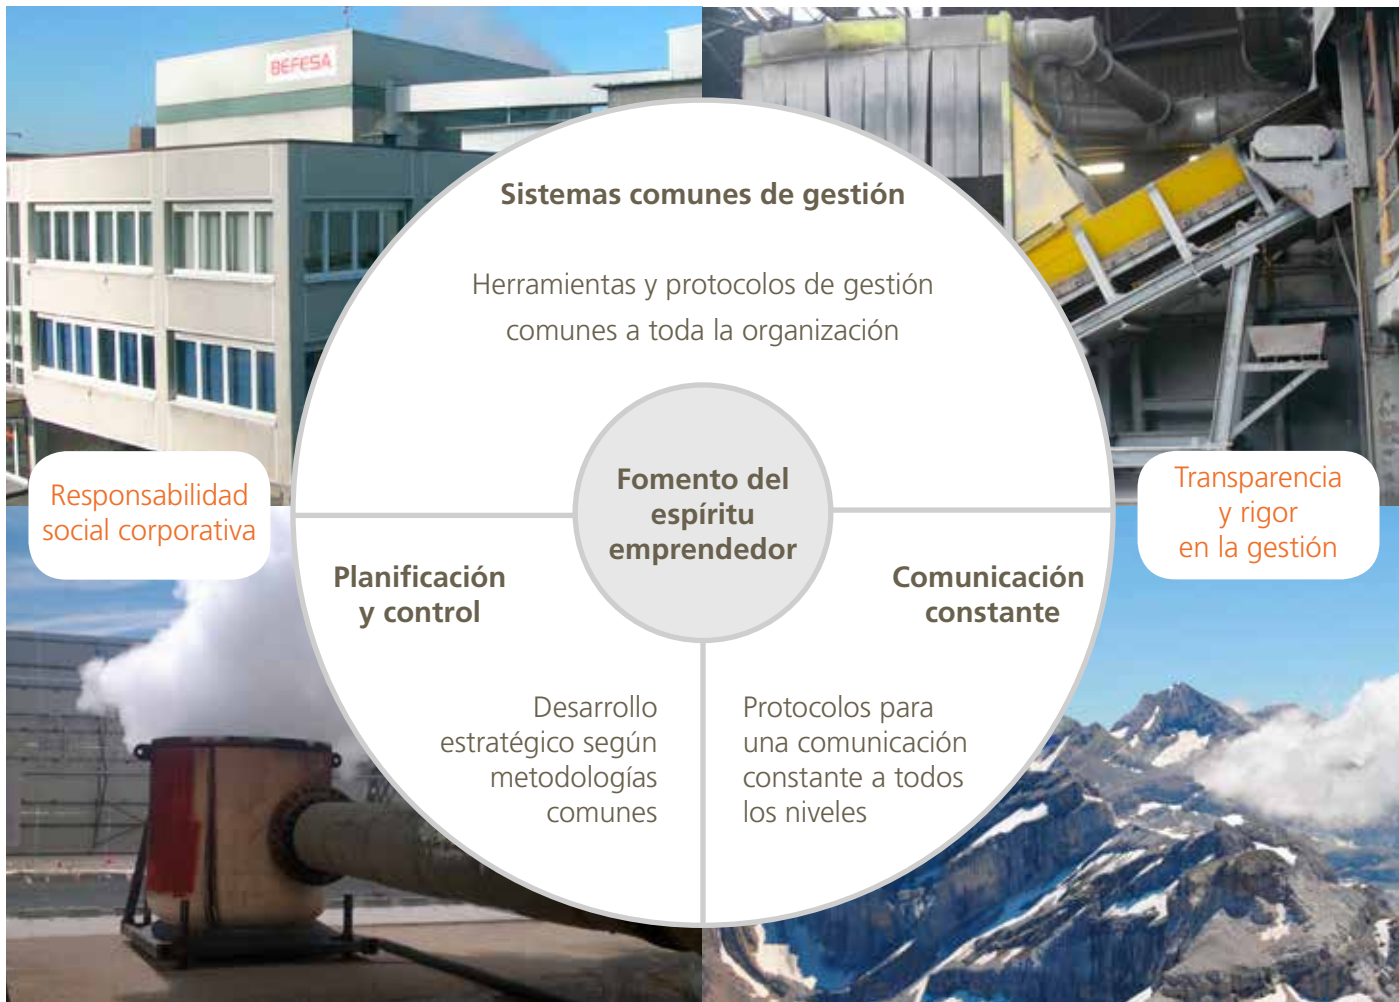 BEFESA
Sistemas comunes de gestión
Herramientas y protocolos de gestión
comunes a toda la organización
Fomento del
espíritu
emprendedor
Responsabilidad
social corporativa
Transparencia
y rigor
en la gestión
Planificación
y control
Comunicación
constante
Desarrollo
estratégico según
metodologías
comunes
Protocolos para
una comunicación
constante a todos
los niveles